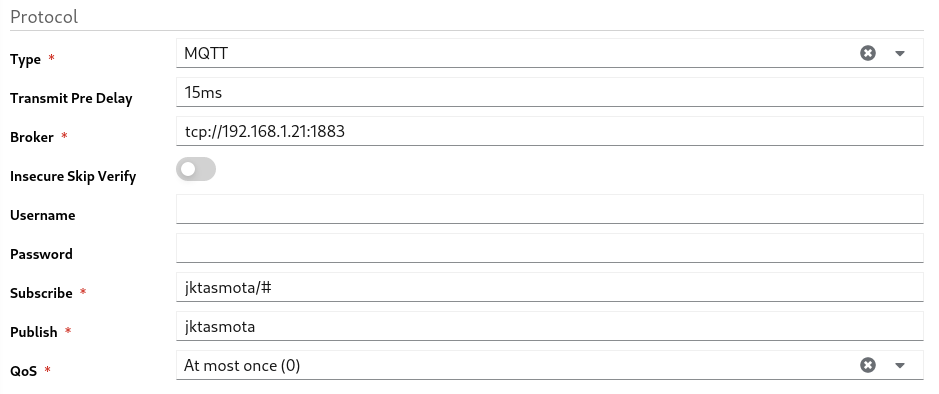 Protocol
Type * MQTT
Transmit Pre Delay 15ms
Broker * tcp://192.168.1.21:1883
Insecure Skip Verify
Username
Password
Subscribe * jktasmota/#
Publish * jktasmota
QoS * At most once (0)